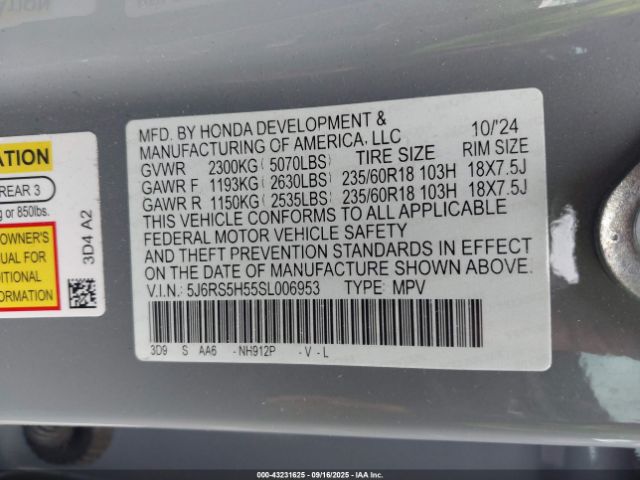 ATION
REAR 3
g or 850lbs.
OWNER'S
NUAL FOR
DITIONAL
FORMATION
3D4 A2
MFD. BY HONDA DEVELOPMENT &
MANUFACTURING OF AMERICA, LLC 10/'24
GVWR 2300KG( 5070LBS) TIRE SIZE RIM SIZE
GAWR F 1193KG( 2630LBS) 235/60R18 103H 18X7.5J
GAWR R 1150KG( 2535LBS) 235/60R18 103H 18X7.5J
THIS VEHICLE CONFORMS TO ALL APPLICABLE
FEDERAL MOTOR VEHICLE SAFETY
AND THEFT PREVENTION STANDARDS IN EFFECT
ON THE DATE OF MANUFACTURE SHOWN ABOVE.
V.I.N.: 5J6RS5H55SL006953 TYPE: MPV
3D9 S AA6 -NH912P -V-L
000-43231625 | 09/16/2025 | IAAHC - IAA, Inc.